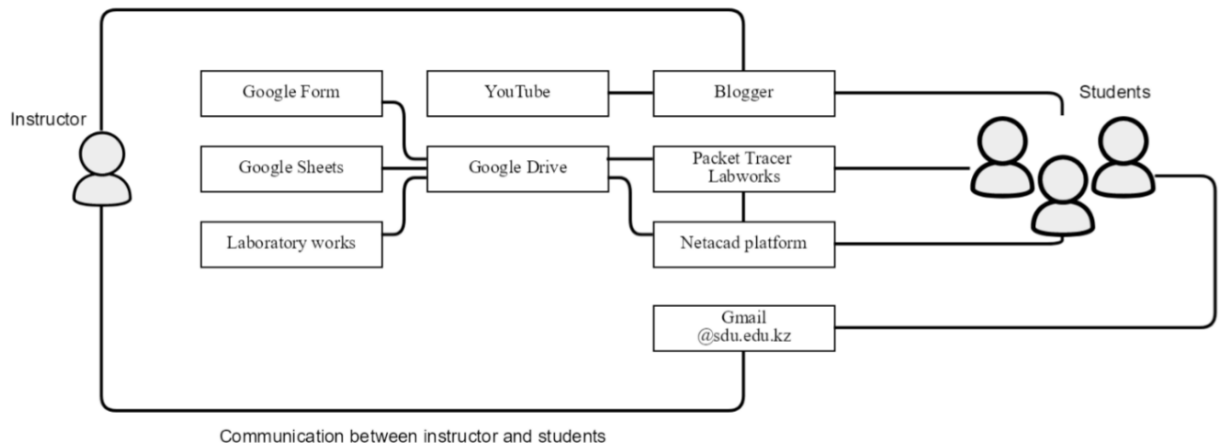 Google Form
YouTube
Blogger
Students
Instructor
Google Sheets
Google Drive
Packet Tracer
Labworks
Laboratory works
Netacad platform
Gmail
@sdu.edu.kz
Communication between instructor and students